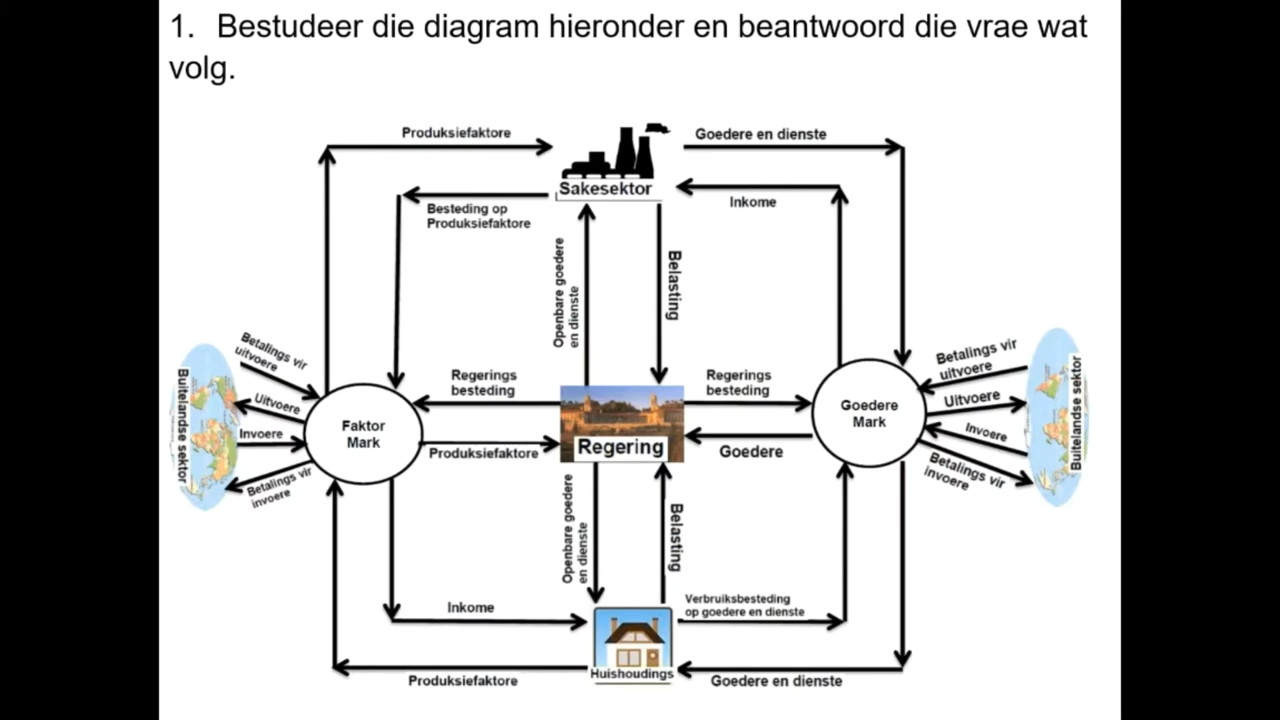 1. Bestudeer die diagram hieronder en beantwoord die vrae wat
volg.
Produksiefaktore
Goedere en dienste
Sakesektor
Besteding op
Produksiefaktore
Inkome
Openbare goedere
en dienste
Belasting
Betalings vir
uitvoere
Uitvoere
Invoere
Betalings vir
invoere
Buitelandse sektor
Faktor
Mark
Regerings
besteding
Produksiefaktore
Regering
Regerings
besteding
Goedere
Goedere
Mark
Betalings vir
uitvoere
Uitvoere
Invoere
Betalings vir
invoere
Buitelandse sektor
Openbare goedere
en dienste
Belasting
Inkome
Verbruiksbesteding
op goedere en dienste
Huishoudings
Produksiefaktore
Goedere en dienste